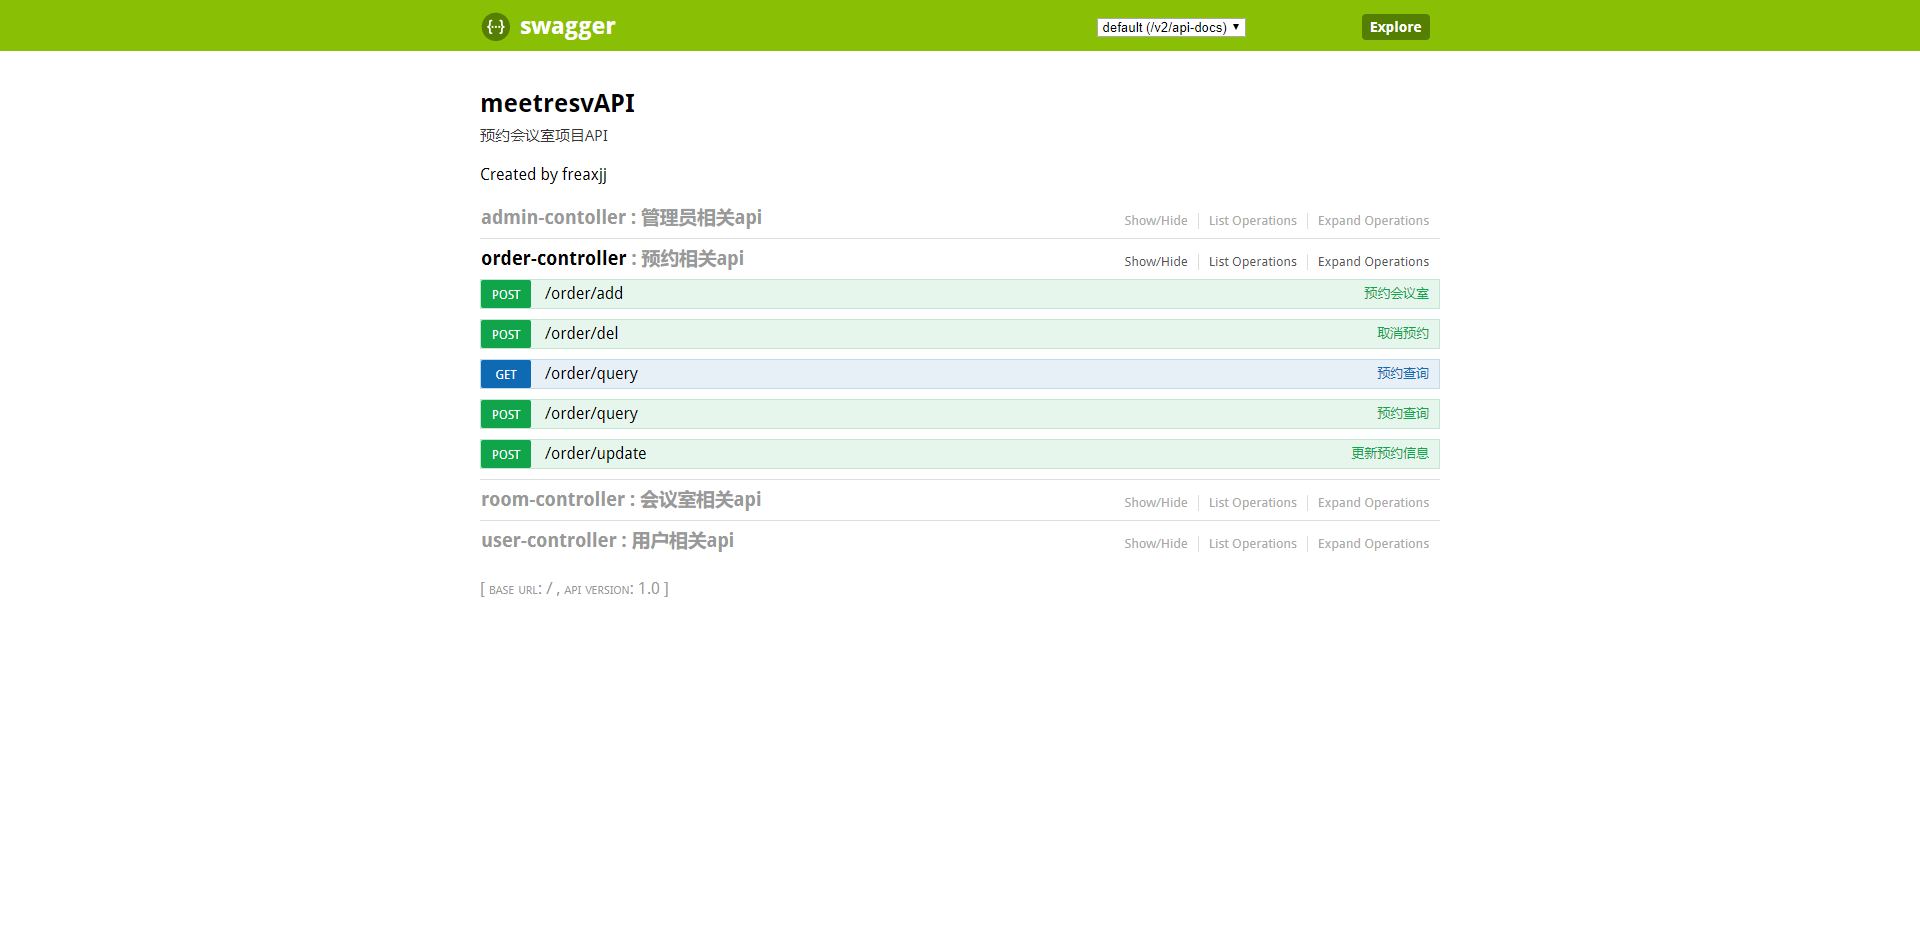 {···} swagger default (/v2/api-docs) Explore
meetresvAPI
预约会议室项目API
Created by freaxjj
admin-contoller : 管理员相关api Show/Hide List Operations Expand Operations
order-controller : 预约相关api Show/Hide List Operations Expand Operations
POST /order/add 预约会议室
POST /order/del 取消预约
GET /order/query 预约查询
POST /order/query 预约查询
POST /order/update 更新预约信息
room-controller : 会议室相关api Show/Hide List Operations Expand Operations
user-controller : 用户相关api Show/Hide List Operations Expand Operations
[ BASE URL: / , API VERSION: 1.0 ]